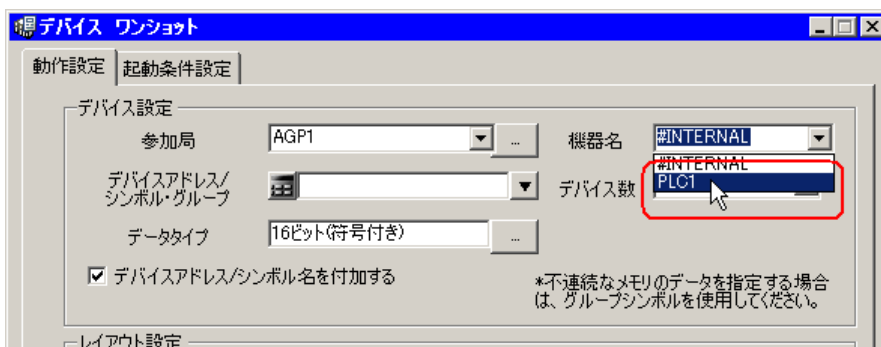 デバイス ワンショット
動作設定 起動条件設定
デバイス設定
参加局 AGP1 ... 機器名 #INTERNAL
#INTERNAL
デバイスアドレス/
シンボル・グループ デバイス数 PLC1
データタイプ 16ビット(符号付き) ...
デバイスアドレス/シンボル名を付加する
*不連続なメモリのデータを指定する場合
は、グループシンボルを使用してください。
レイアウト設定